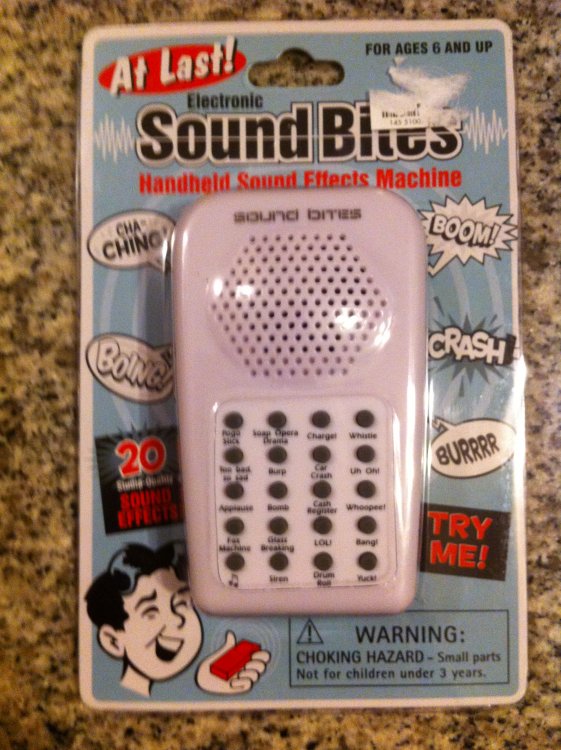 At Last!
FOR AGES 6 AND UP
Electronic
Sound Bites
Handheld Sound Effects Machine
sound bites
CHA-
CHING!
BOOM!
BOING!
CRASH!
BURRRR
20
Studio-Quality
SOUND
EFFECTS
TRY
ME!
Pogo Stick
Soap Opera Drama
Charge!
Whistle
Too bad, so sad
Burp
Car Crash
Uh Oh!
Applause
Bomb
Cash Register
Whoopee!
Fax Machine
Glass Breaking
LOL!
Bang!
Siren
Drum Roll
Yuck!
WARNING:
CHOKING HAZARD – Small parts
Not for children under 3 years.